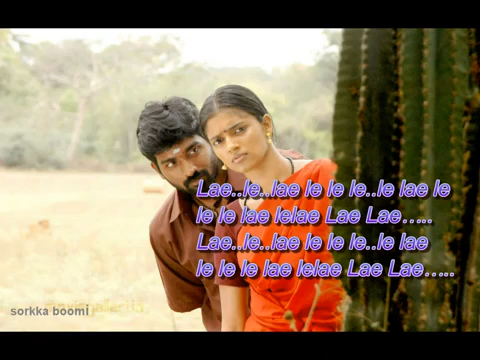 Lae..le..lae le le le..le lae le
le le lae lelae Lae Lae…..
Lae..le..lae le le le..le lae
le le le lae lelae Lae Lae…..
sorkka boomi